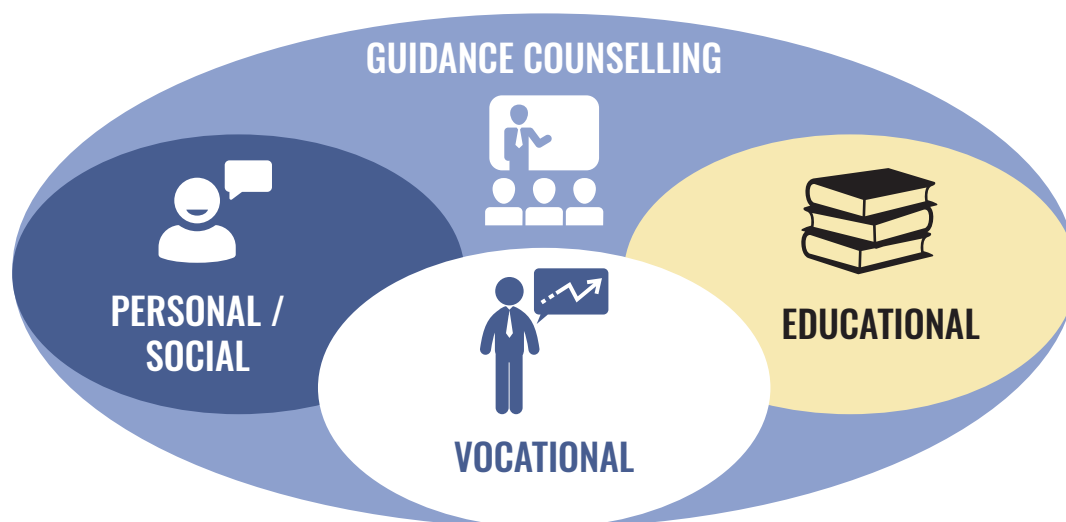 GUIDANCE COUNSELLING
PERSONAL /
SOCIAL
EDUCATIONAL
VOCATIONAL